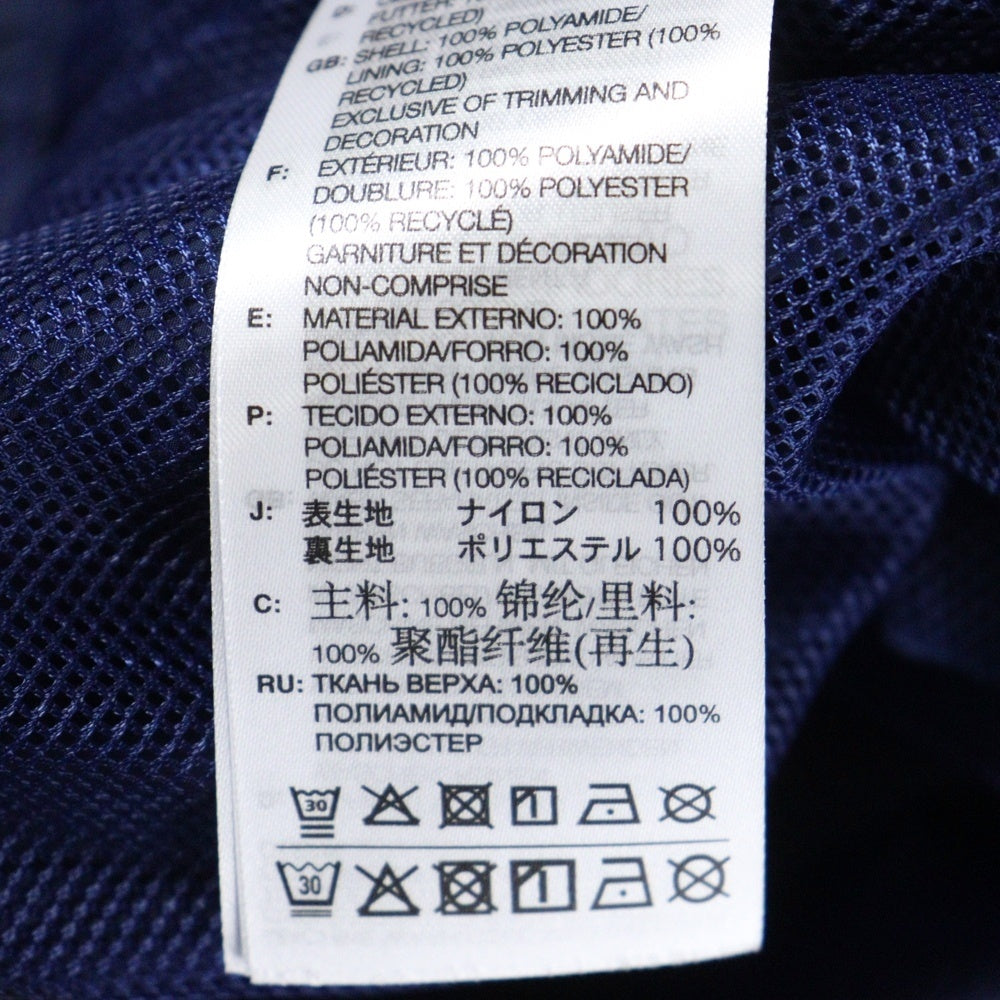 FUTTER:
RECYCLED)
GB: SHELL: 100% POLYAMIDE/
LINING: 100% POLYESTER (100%
RECYCLED)
EXCLUSIVE OF TRIMMING AND
DECORATION
F: EXTÉRIEUR: 100% POLYAMIDE/
DOUBLURE: 100% POLYESTER
(100% RECYCLÉ)
GARNITURE ET DÉCORATION
NON-COMPRISE
E: MATERIAL EXTERNO: 100%
POLIAMIDA/FORRO: 100%
POLIÉSTER (100% RECICLADO)
P: TECIDO EXTERNO: 100%
POLIAMIDA/FORRO: 100%
POLIÉSTER (100% RECICLADA)
J: 表生地 ナイロン 100%
裏生地 ポリエステル 100%
C: 主料: 100% 锦纶/里料:
100% 聚酯纤维(再生)
RU: ТКАНЬ ВЕРХА: 100%
ПОЛИАМИД/ПОДКЛАДКА: 100%
ПОЛИЭСТЕР
30
30